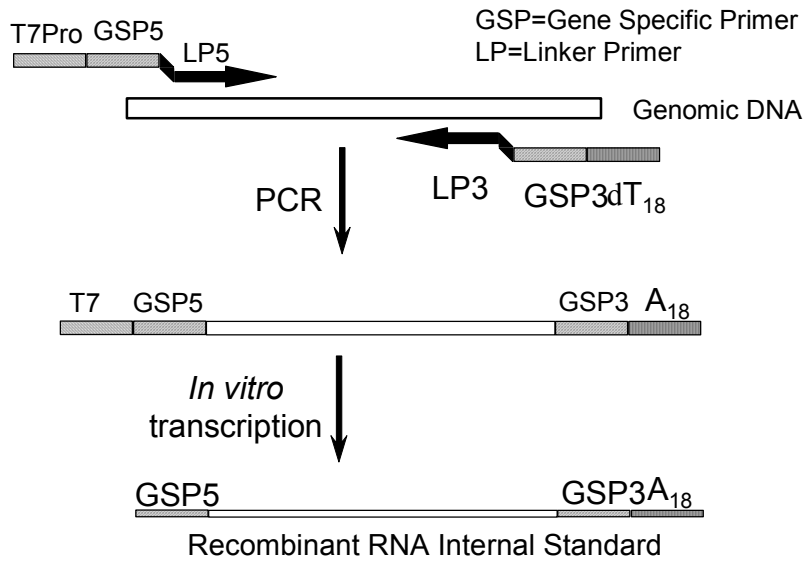 GSP=Gene Specific Primer
LP=Linker Primer
T7Pro GSP5
LP5
Genomic DNA
LP3
GSP3dT₁₈
PCR
T7 GSP5
GSP3 A₁₈
In vitro
transcription
GSP5
GSP3A₁₈
Recombinant RNA Internal Standard